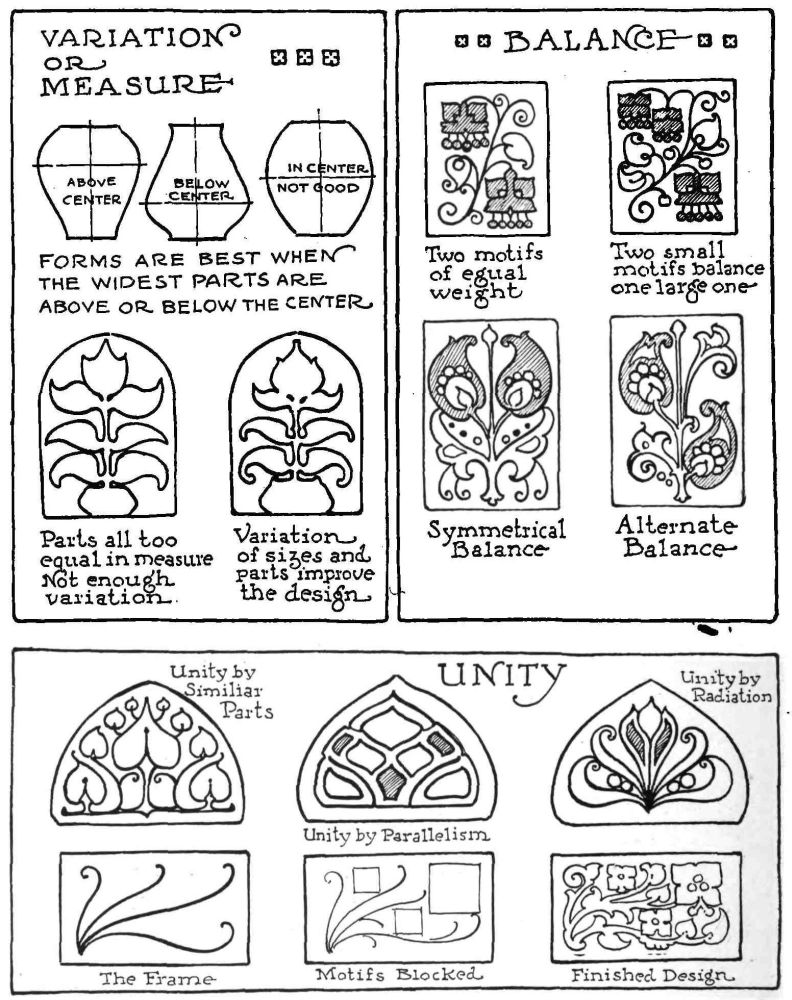 VARIATION
OR
MEASURE
ABOVE
CENTER
BELOW
CENTER
IN CENTER
NOT GOOD
FORMS ARE BEST WHEN
THE WIDEST PARTS ARE
ABOVE OR BELOW THE CENTER
Parts all too
equal in measure
Not enough
variation.
Variation
of sizes and
parts improve
the design
BALANCE
Two motifs
of equal
weight
Two small
motifs balance
one large one
Symmetrical
Balance
Alternate
Balance
UNITY
Unity by
Similiar
Parts
Unity by Parallelism
Unity by
Radiation
The Frame
Motifs Blocked
Finished Design